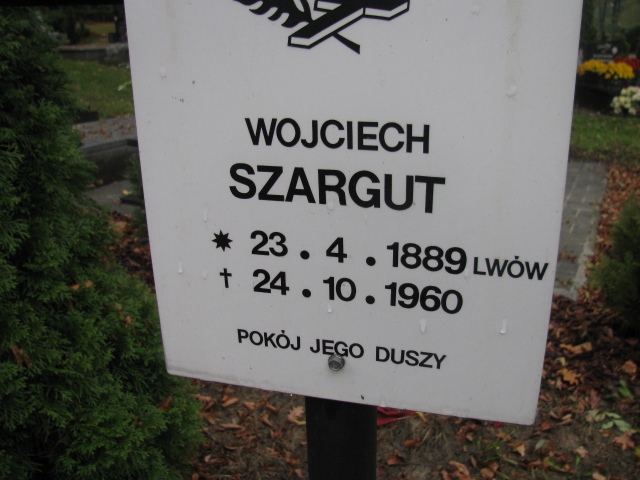 WOJCIECH
SZARGUT
* 23 . 4 . 1889 LWÓW
† 24 . 10 . 1960
POKÓJ JEGO DUSZY